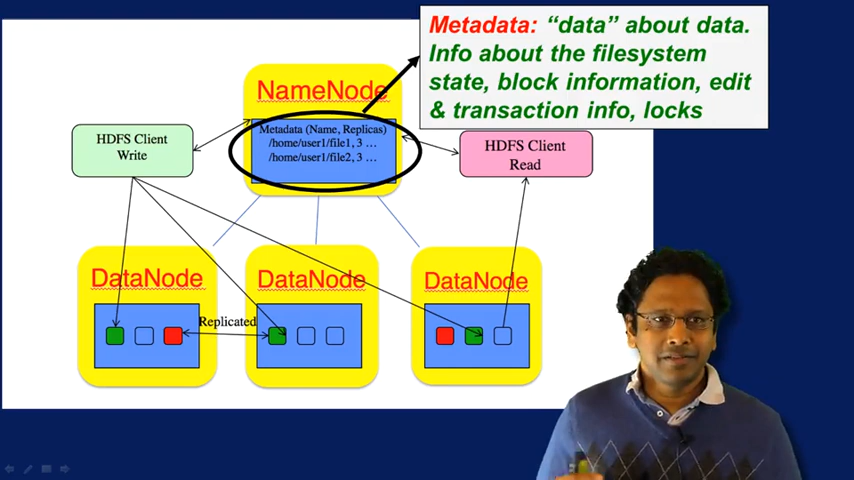 Metadata: “data” about data.
Info about the filesystem
state, block information, edit
& transaction info, locks
NameNode
Metadata (Name, Replicas)
/home/user1/file1, 3 …
/home/user1/file2, 3 …
HDFS Client
Write
HDFS Client
Read
DataNode
DataNode
DataNode
Replicated